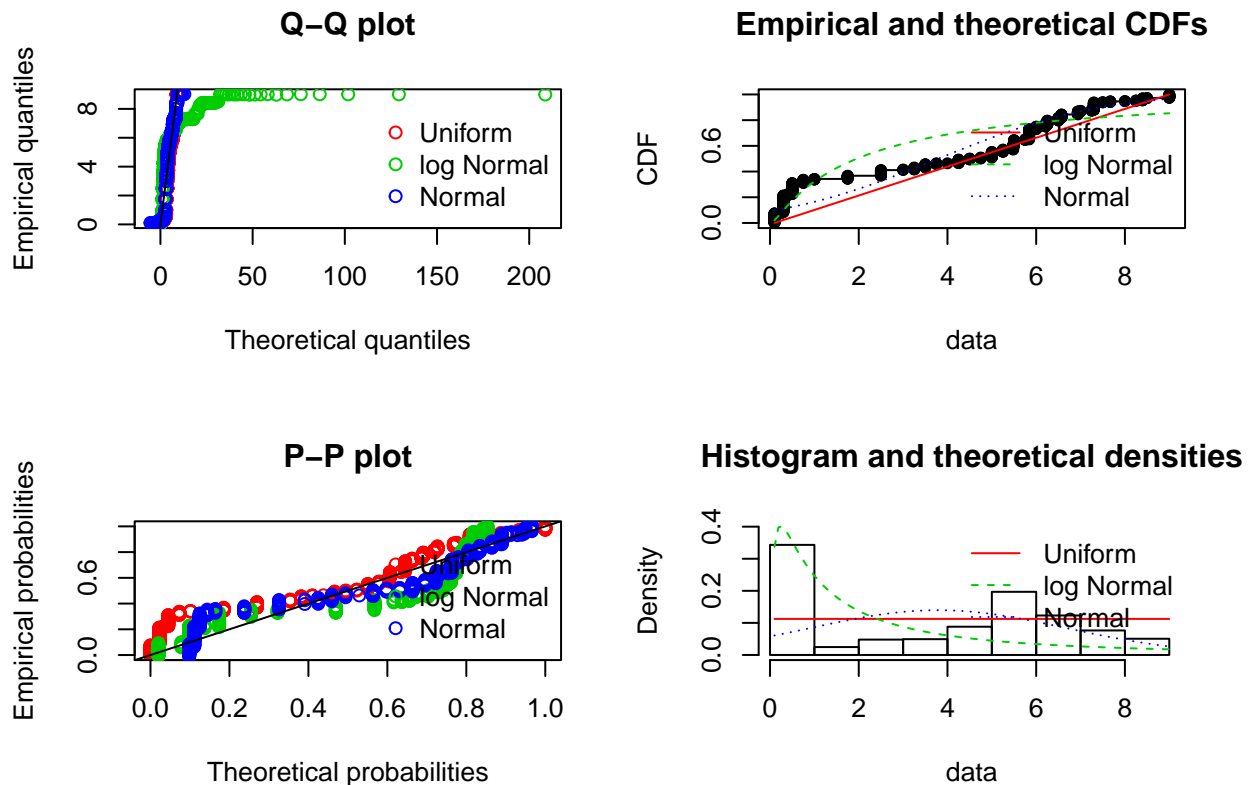 Q−Q plot
Empirical quantiles
0 4 8
Uniform
log Normal
Normal
0 50 100 150 200
Theoretical quantiles
Empirical and theoretical CDFs
CDF
0.0 0.6
Uniform
log Normal
Normal
0 2 4 6 8
data
P−P plot
Empirical probabilities
0.0 0.6
Uniform
log Normal
Normal
0.0 0.2 0.4 0.6 0.8 1.0
Theoretical probabilities
Histogram and theoretical densities
Density
0.0 0.2 0.4
Uniform
log Normal
Normal
0 2 4 6 8
data